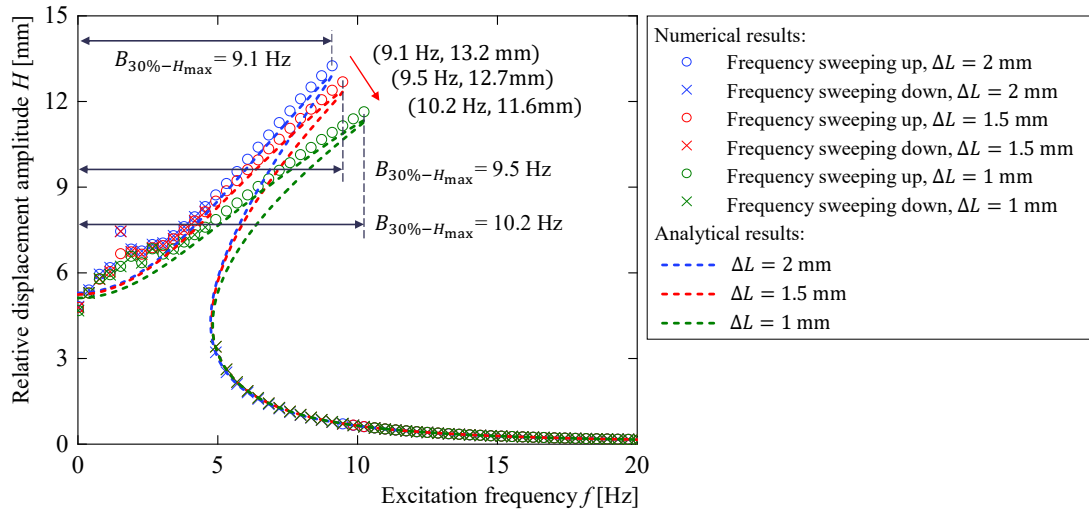 Relative displacement amplitude H [mm]
15
12
9
6
3
0
0
5
10
15
20
Excitation frequency f [Hz]
B30%−Hmax = 9.1 Hz
(9.1 Hz, 13.2 mm)
(9.5 Hz, 12.7mm)
(10.2 Hz, 11.6mm)
B30%−Hmax = 9.5 Hz
B30%−Hmax = 10.2 Hz
Numerical results:
Frequency sweeping up, ΔL = 2 mm
Frequency sweeping down, ΔL = 2 mm
Frequency sweeping up, ΔL = 1.5 mm
Frequency sweeping down, ΔL = 1.5 mm
Frequency sweeping up, ΔL = 1 mm
Frequency sweeping down, ΔL = 1 mm
Analytical results:
ΔL = 2 mm
ΔL = 1.5 mm
ΔL = 1 mm